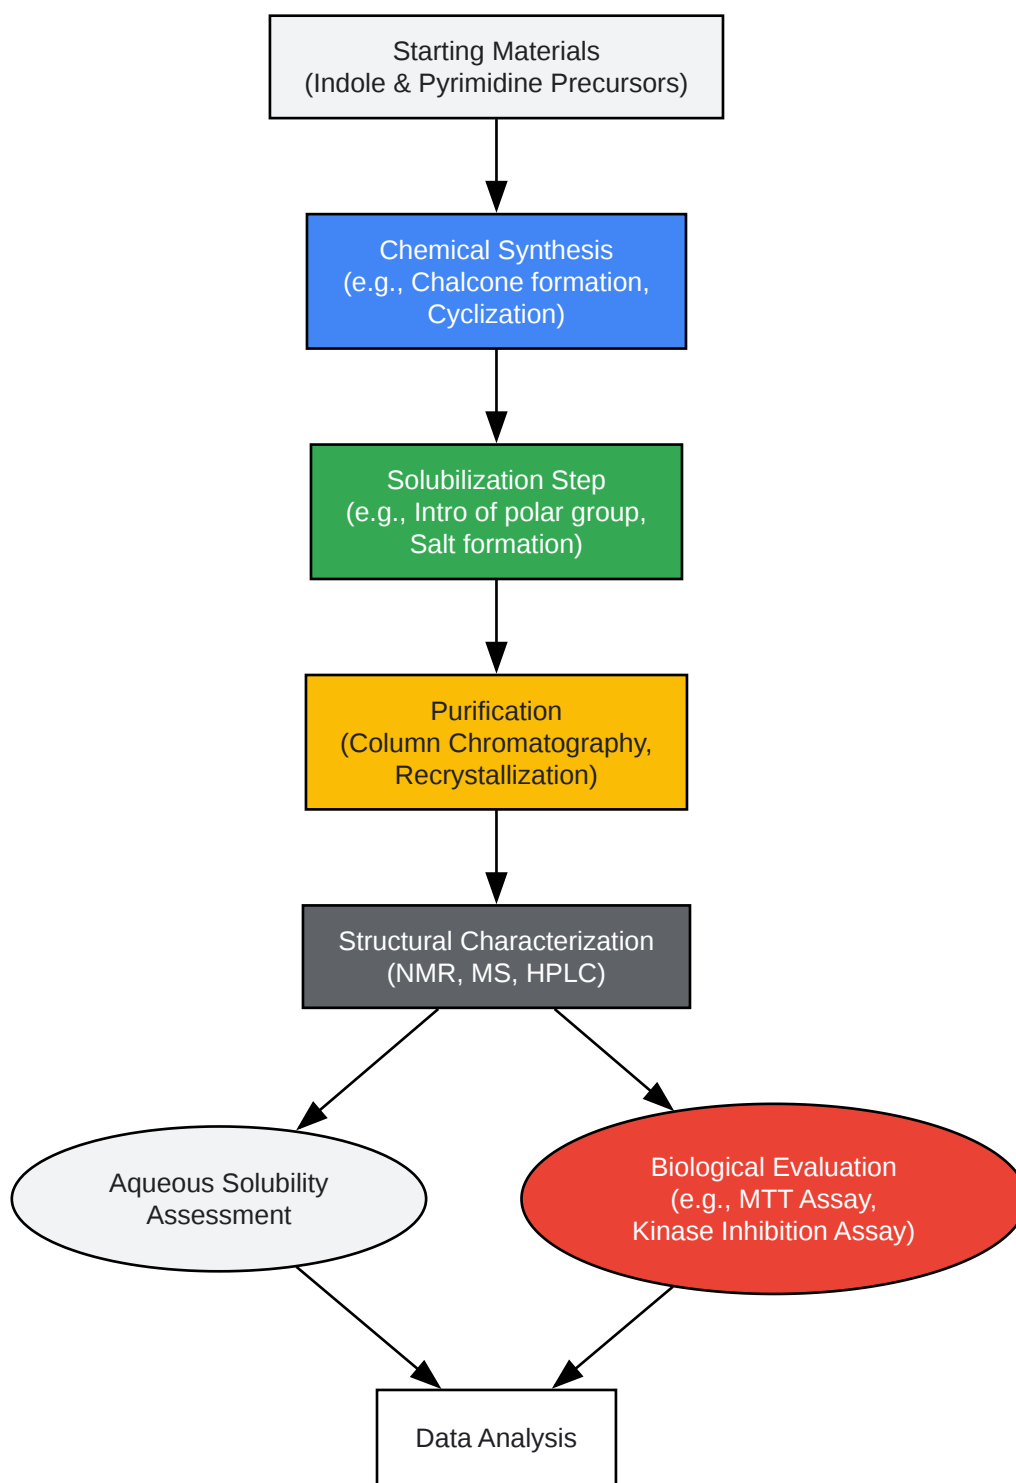 Starting Materials
(Indole & Pyrimidine Precursors)
Chemical Synthesis
(e.g., Chalcone formation,
Cyclization)
Solubilization Step
(e.g., Intro of polar group,
Salt formation)
Purification
(Column Chromatography,
Recrystallization)
Structural Characterization
(NMR, MS, HPLC)
Aqueous Solubility
Assessment
Biological Evaluation
(e.g., MTT Assay,
Kinase Inhibition Assay)
Data Analysis